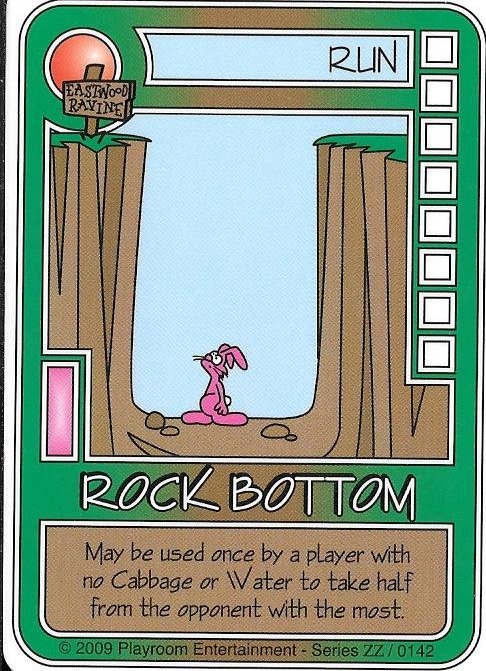 RUN
EASTWOOD
RAVINE
ROCK BOTTOM
May be used once by a player with
no Cabbage or Water to take half
from the opponent with the most.
© 2009 Playroom Entertainment - Series ZZ / 0142